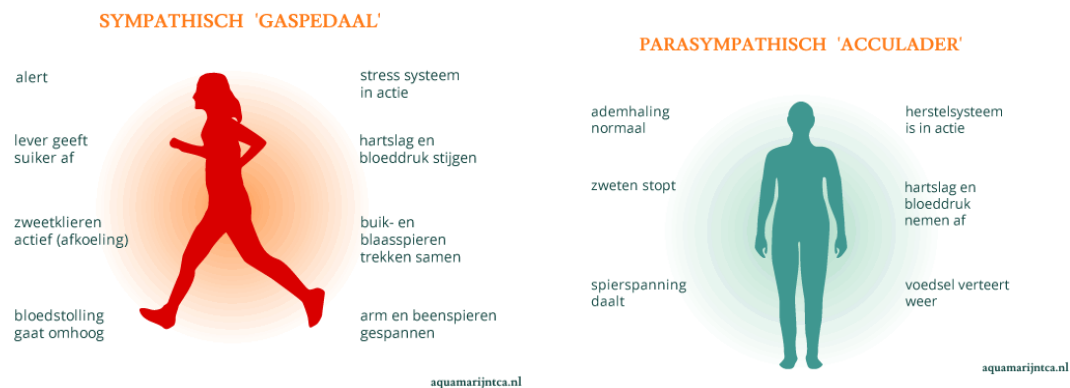 SYMPATHISCH 'GASPEDAAL'
alert
stress systeem
in actie
lever geeft
suiker af
hartslag en
bloeddruk stijgen
zweetklieren
actief (afkoeling)
buik- en
blaasspieren
trekken samen
bloedstolling
gaat omhoog
arm en beenspieren
gespannen
aquamarijntca.nl
PARASYMPATHISCH 'ACCULADER'
ademhaling
normaal
herstelsysteem
is in actie
zweten stopt
hartslag en
bloeddruk
nemen af
spierspanning
daalt
voedsel verteert
weer
aquamarijntca.nl